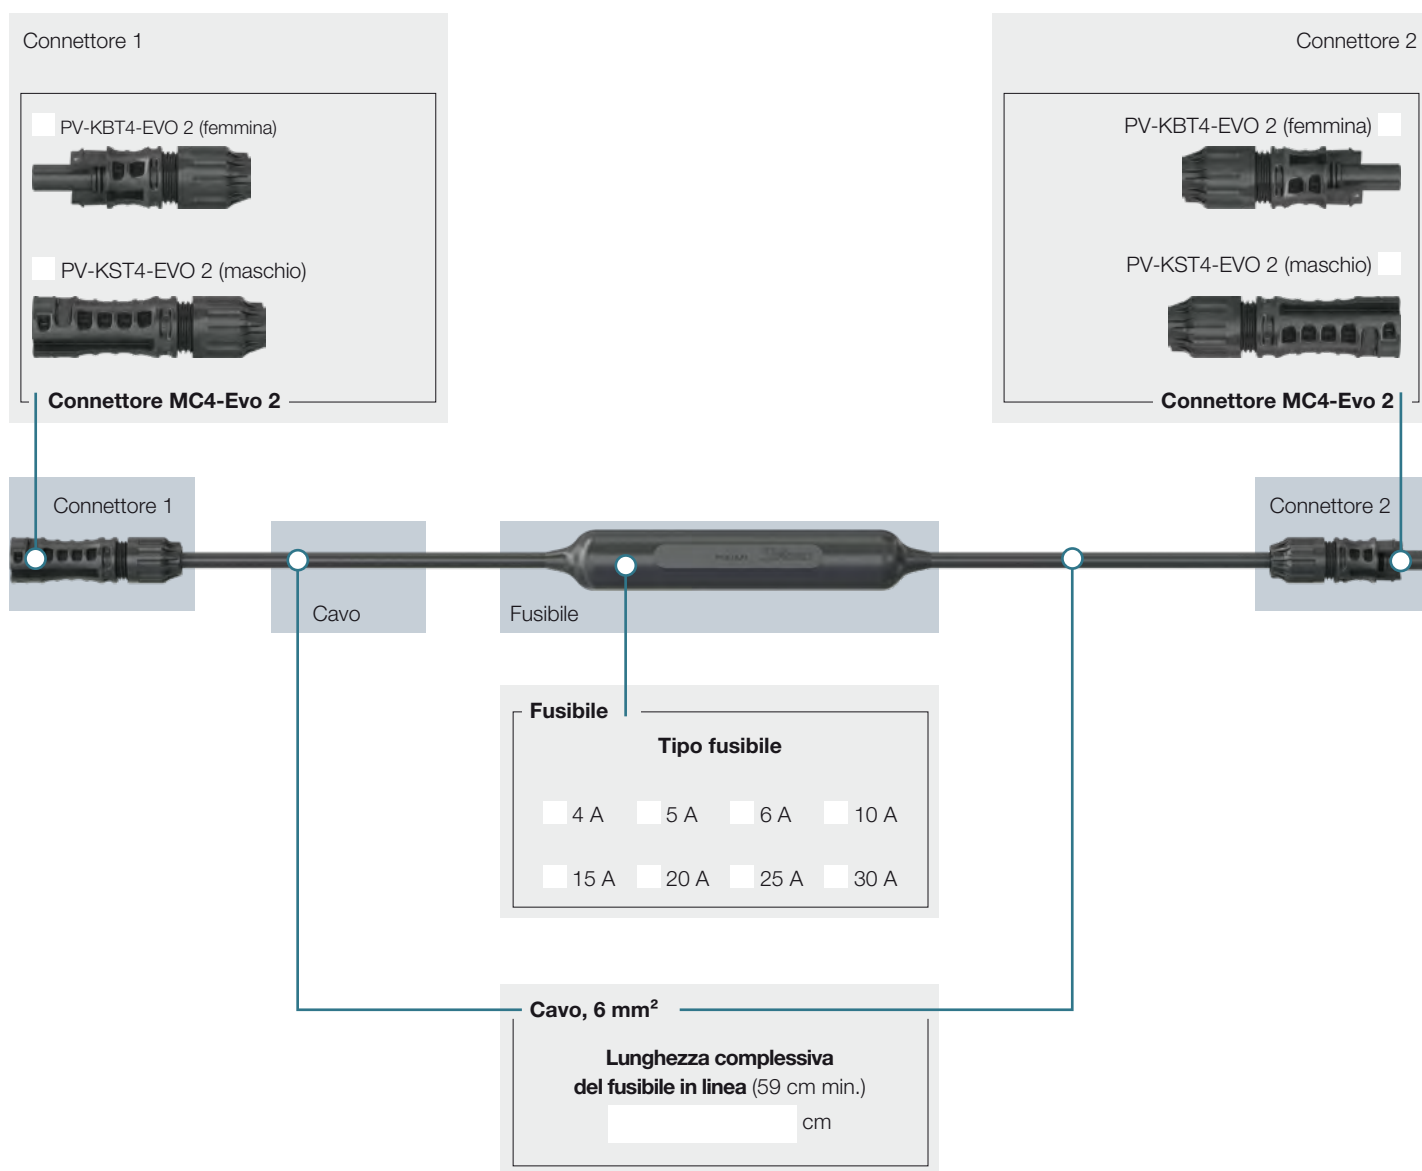 Connettore 1
Connettore 2
PV-KBT4-EVO 2 (femmina)
PV-KST4-EVO 2 (maschio)
Connettore MC4-Evo 2
PV-KBT4-EVO 2 (femmina)
PV-KST4-EVO 2 (maschio)
Connettore MC4-Evo 2
Connettore 1
Connettore 2
Cavo
Fusibile
Fusibile
Tipo fusibile
4 A 5 A 6 A 10 A
15 A 20 A 25 A 30 A
Cavo, 6 mm²
Lunghezza complessiva
del fusibile in linea (59 cm min.)
cm